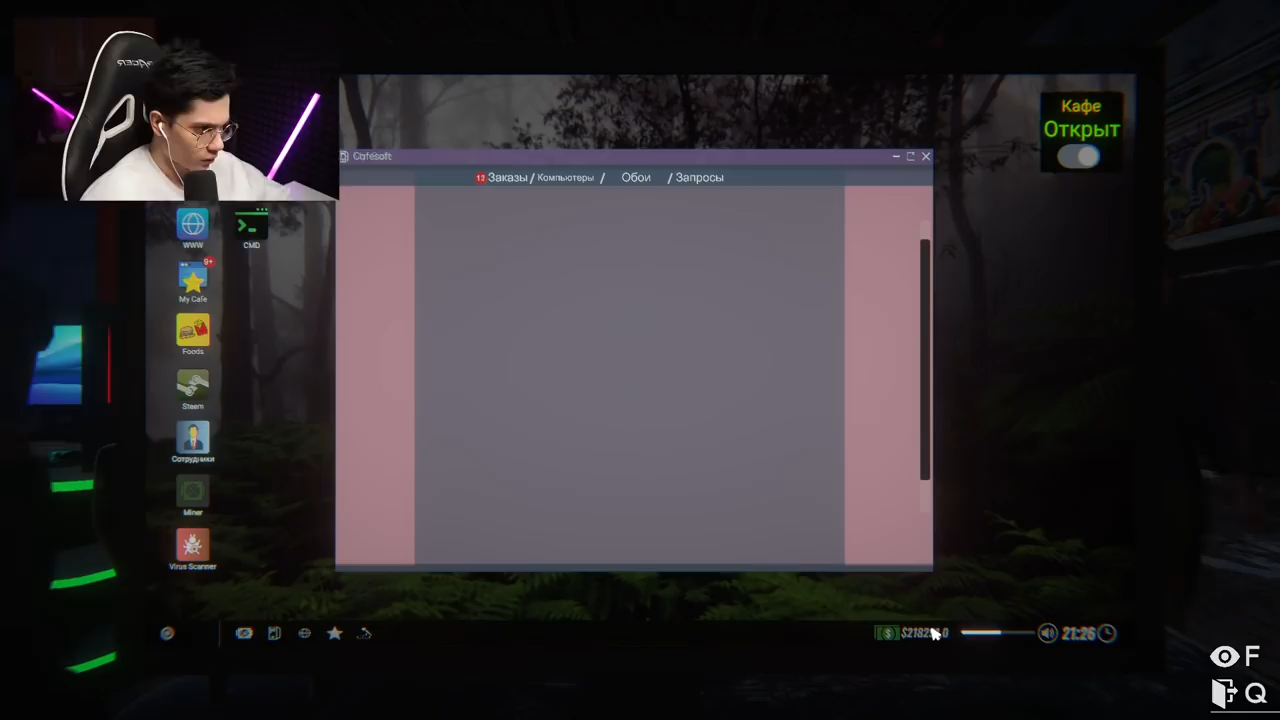 Кафе
Открыт
Cafesoft
13 Заказы / Компьютеры / Обои / Запросы
WWW
CMD
9+
My Cafe
Foods
Steem
Сотрудники
Miner
Virus Scanner
21:26
F
Q